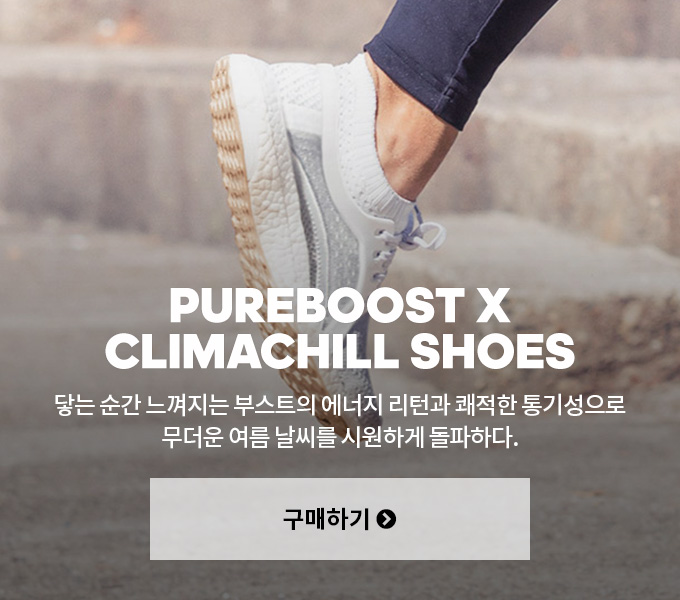 PUREBOOST X
CLIMACHILL SHOES
닿는 순간 느껴지는 부스트의 에너지 리턴과 쾌적한 통기성으로
무더운 여름 날씨를 시원하게 돌파하다.
구매하기